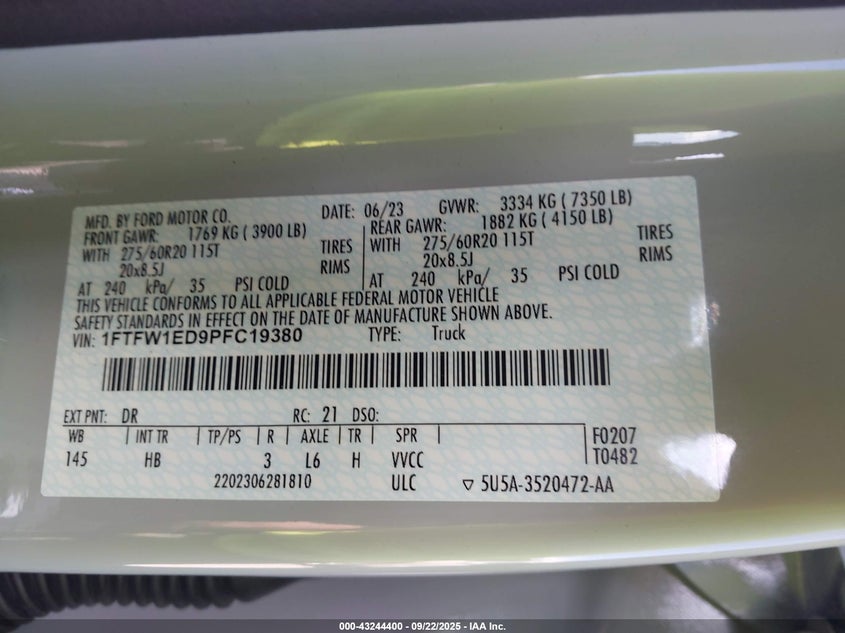 MFD. BY FORD MOTOR CO. DATE: 06/23 GVWR: 3334 KG ( 7350 LB)
FRONT GAWR: 1769 KG ( 3900 LB) REAR GAWR: 1882 KG ( 4150 LB)
WITH 275/60R20 115T TIRES WITH 275/60R20 115T TIRES
20x8.5J RIMS 20x8.5J RIMS
AT 240 kPa/ 35 PSI COLD AT 240 kPa/ 35 PSI COLD
THIS VEHICLE CONFORMS TO ALL APPLICABLE FEDERAL MOTOR VEHICLE
SAFETY STANDARDS IN EFFECT ON THE DATE OF MANUFACTURE SHOWN ABOVE.
VIN: 1FTFW1ED9PFC19380 TYPE: Truck
EXT PNT: DR RC: 21 DSO:
WB INT TR TP/PS R AXLE TR SPR F0207
145 HB 3 L6 H VVCC T0482
2202306281810 ULC ▽ 5U5A-3520472-AA
000-43244400 - 09/22/2025 - IAA Inc.